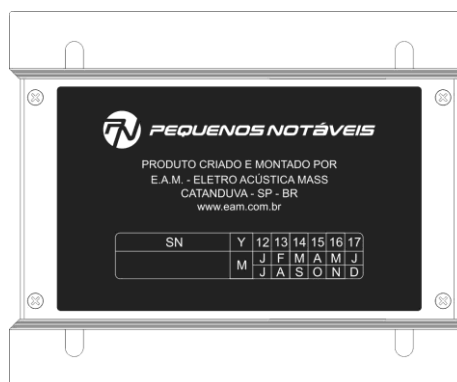 PN PEQUENOS NOTÁVEIS
PRODUTO CRIADO E MONTADO POR
E.A.M. - ELETRO ACÚSTICA MASS
CATANDUVA - SP - BR
www.eam.com.br
SN Y 12 13 14 15 16 17
M J F M A M J
J A S O N D